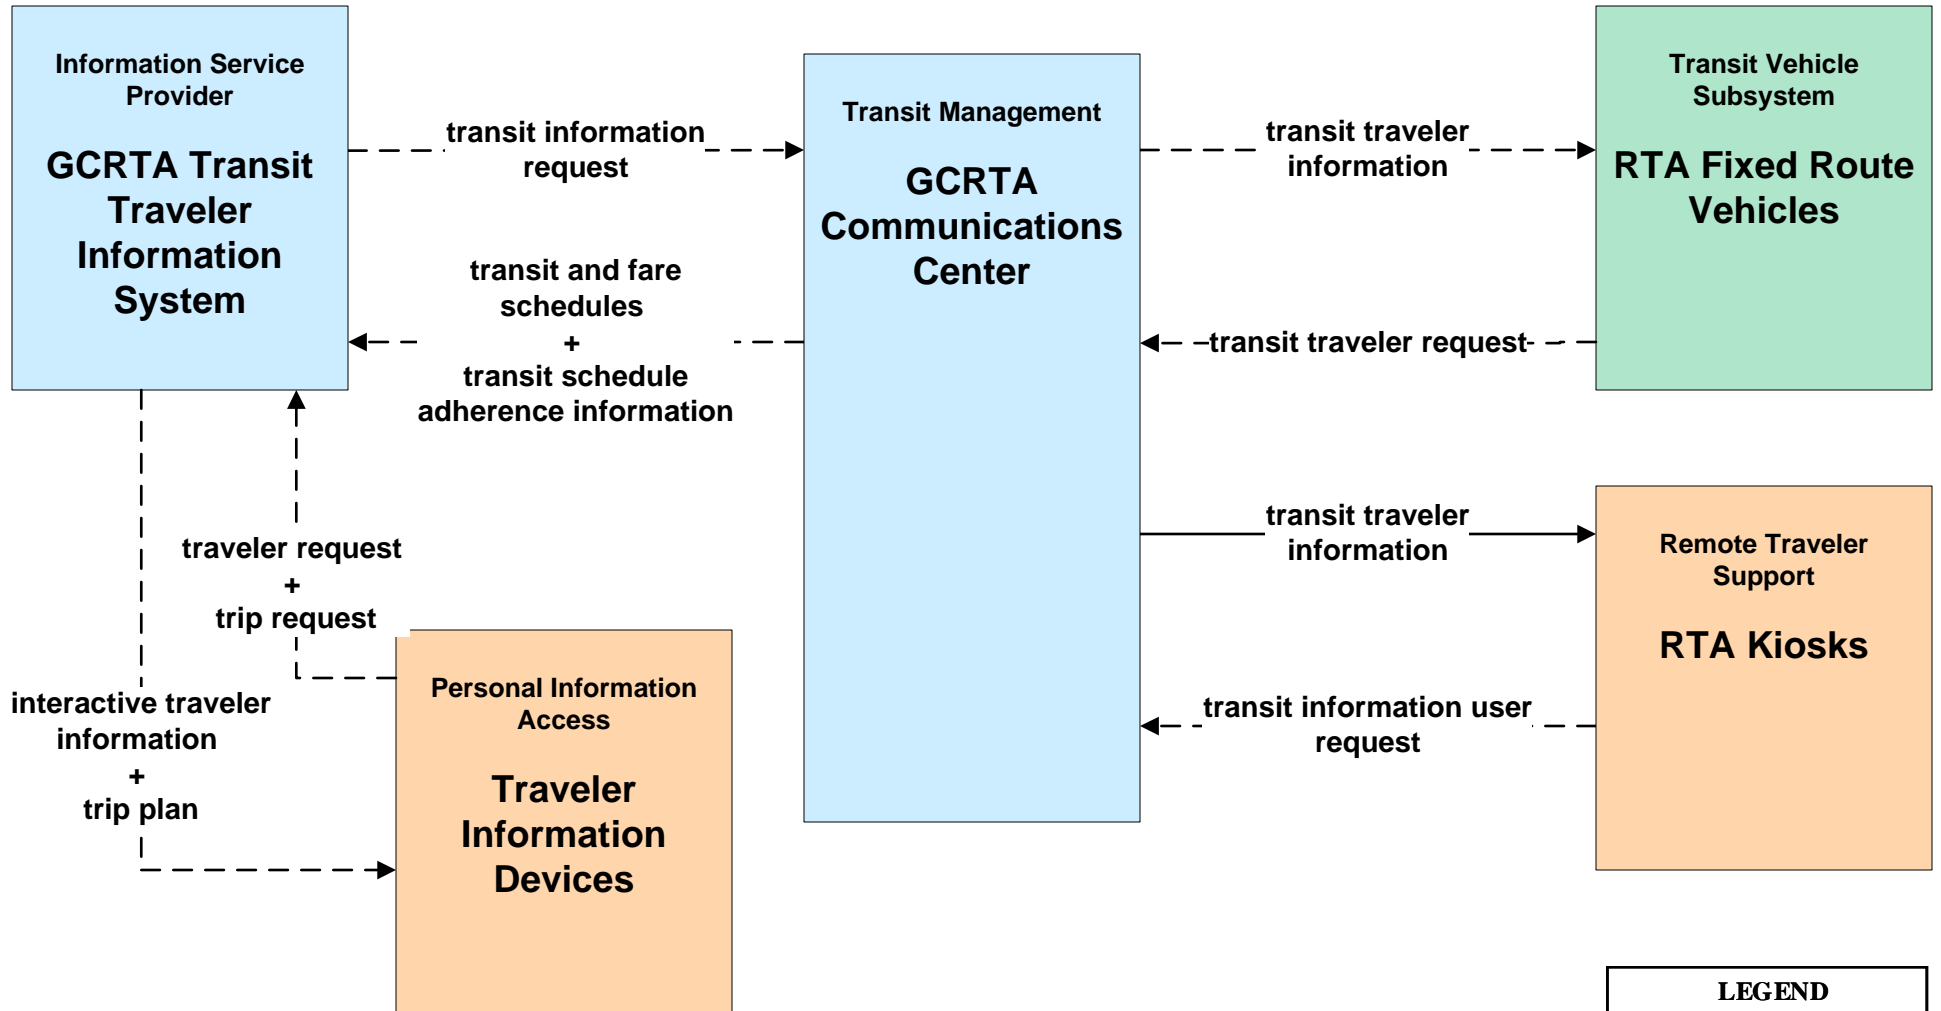 Information Service
Provider
GCRTA Transit
Traveler
Information
System
transit information
request
transit and fare
schedules
+
transit schedule
adherence information
Transit Management
GCRTA
Communications
Center
transit traveler
information
transit traveler request
Transit Vehicle
Subsystem
RTA Fixed Route
Vehicles
traveler request
+
trip request
interactive traveler
information
+
trip plan
Personal Information
Access
Traveler
Information
Devices
transit traveler
information
transit information user
request
Remote Traveler
Support
RTA Kiosks
LEGEND